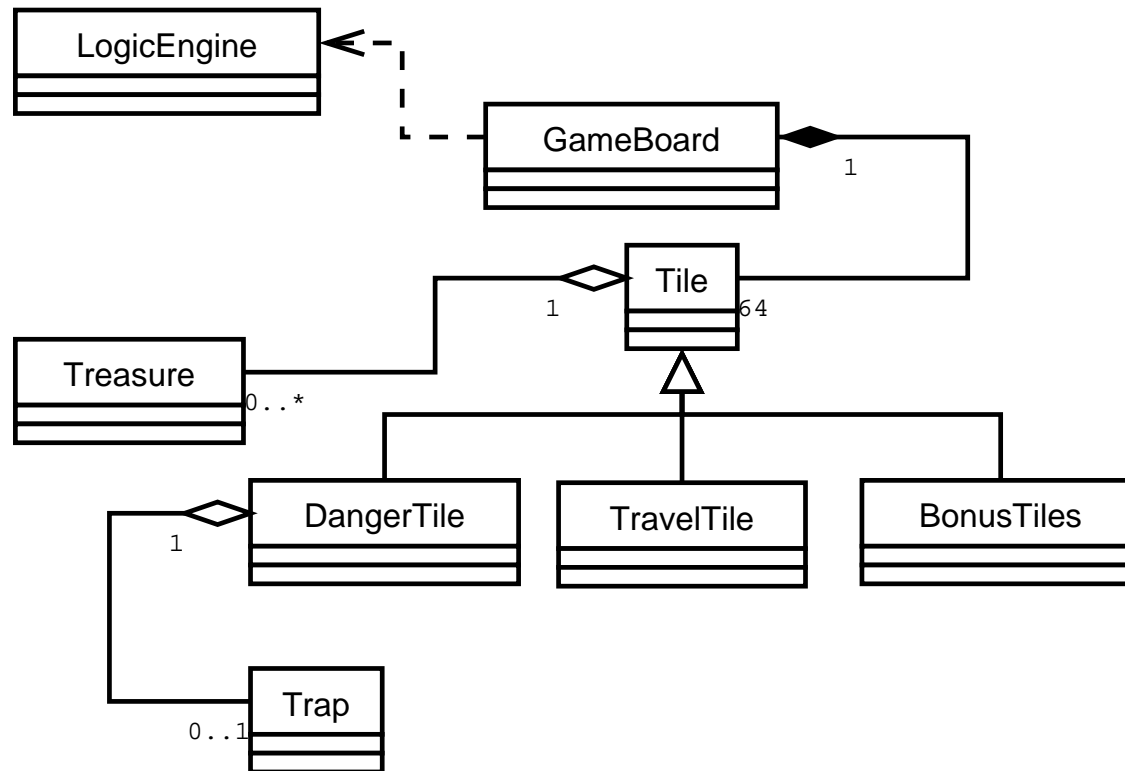 LogicEngine
GameBoard
1
Tile
1
64
Treasure
0..*
DangerTile
TravelTile
BonusTiles
1
Trap
0..1